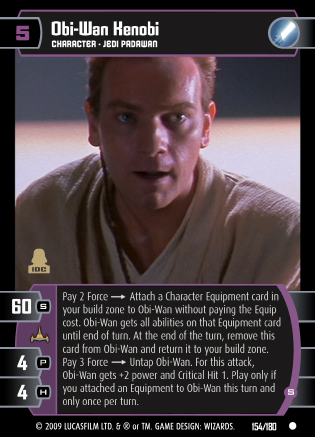 5
Obi-Wan Kenobi
CHARACTER • JEDI PADAWAN
IDC
60 S
4 P
4 H
Pay 2 Force → Attach a Character Equipment card in
your build zone to Obi-Wan without paying the Equip
cost. Obi-Wan gets all abilities on that Equipment card
until end of turn. At the end of the turn, remove this
card from Obi-Wan and return it to your build zone.
Pay 3 Force → Untap Obi-Wan. For this attack,
Obi-Wan gets +2 power and Critical Hit 1. Play only if
you attached an Equipment to Obi-Wan this turn and
only once per turn.
S
© 2009 LUCASFILM LTD. & ® or TM. GAME DESIGN: WIZARDS. 154/180